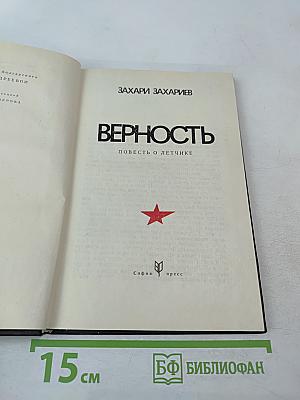 ЗАХАРИ ЗАХАРИЕВ
ВЕРНОСТЬ
ПОВЕСТЬ О ЛЕТЧИКЕ
София пресс
15 см
БФ БИБЛИОФАН